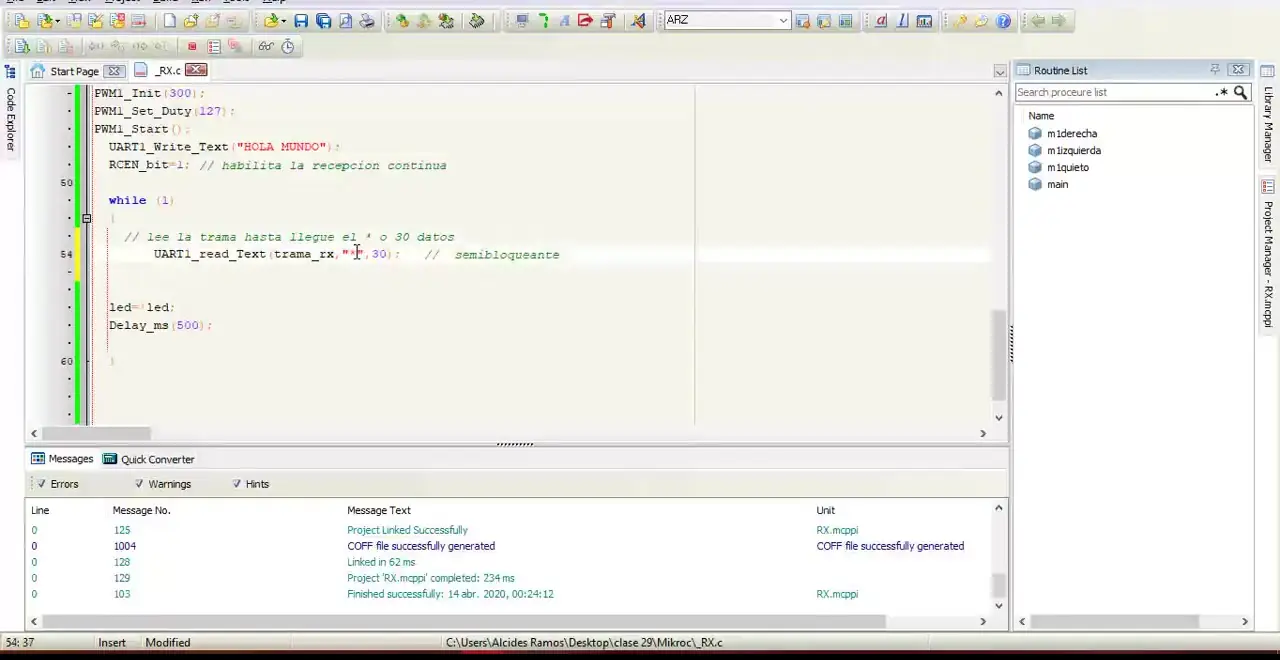 ARZ
Start Page
_RX.c
Routine List
Code Explorer
Library Manager
Project Manager - RX.mcppi
Search proceure list
.*
Name
m1derecha
m1izquierda
m1quieto
main
PWM1_Init(300);
PWM1_Set_Duty(127);
PWM1_Start();
UART1_Write_Text("HOLA MUNDO");
RCEN_bit=1; // habilita la recepcion continua
50
while (1)
{
// lee la trama hasta llegue el * o 30 datos
54 UART1_read_Text(trama_rx,"*",30); // semibloqueante
led=!led;
Delay_ms(500);
60 }
Messages
Quick Converter
Errors
Warnings
Hints
Line Message No. Message Text Unit
0 125 Project Linked Successfully RX.mcppi
0 1004 COFF file successfully generated COFF file successfully generated
0 128 Linked in 62 ms
0 129 Project 'RX.mcppi' completed: 234 ms
0 103 Finished successfully: 14 abr. 2020, 00:24:12 RX.mcppi
54: 37 Insert Modified C:\Users\Alcides Ramos\Desktop\clase 29\Mikroc\_RX.c